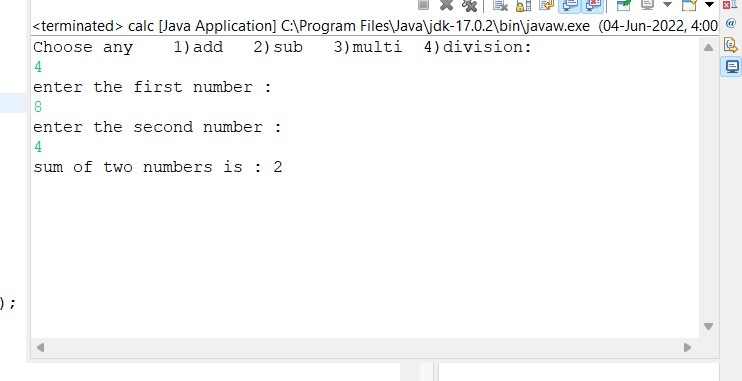 <terminated> calc [Java Application] C:\Program Files\Java\jdk-17.0.2\bin\javaw.exe (04-Jun-2022, 4:00
Choose any    1)add   2)sub   3)multi  4)division:
4
enter the first number :
8
enter the second number :
4
sum of two numbers is : 2
);